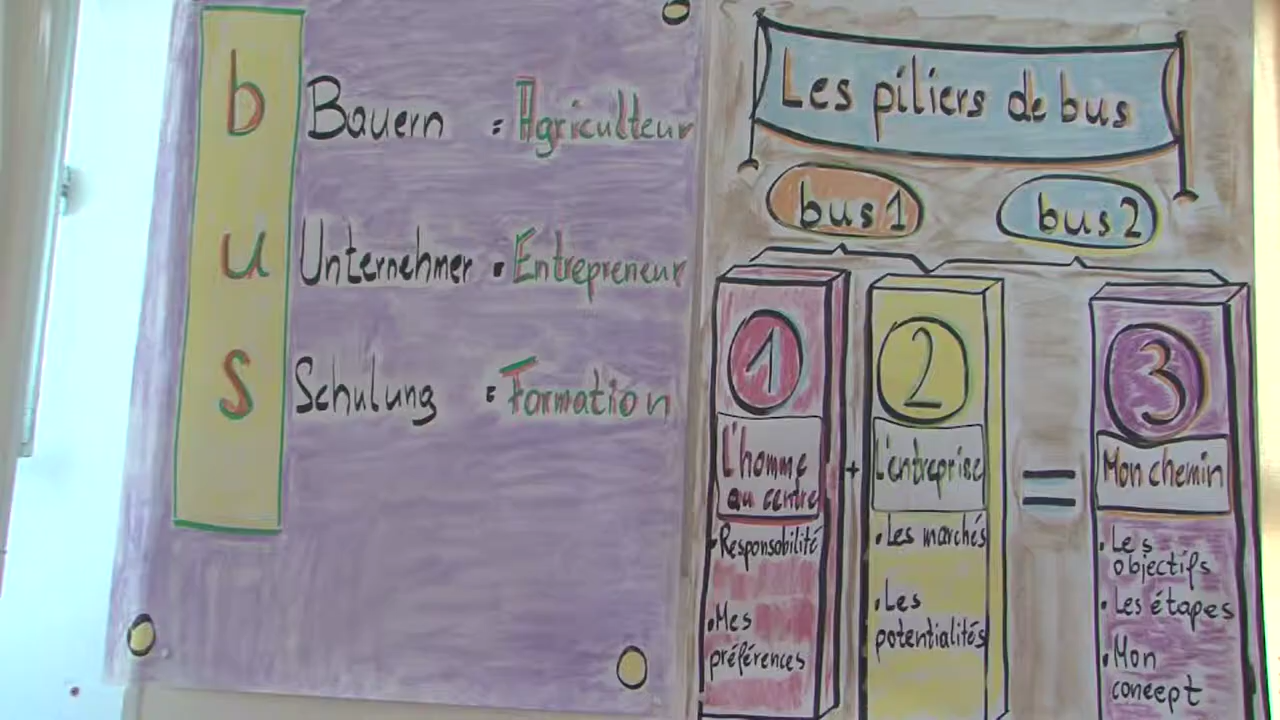 b Bauern = Agriculteur
u Unternehmer = Entrepreneur
s Schulung = Formation
Les piliers de bus
bus 1
bus 2
1
L'homme
au centre
• Responsobilité
• Mes
préférences
+
2
L'entreprise
• Les marchés
• Les
potentialités
=
3
Mon chemin
• Les
objectifs
• Les étapes
• Mon
concept